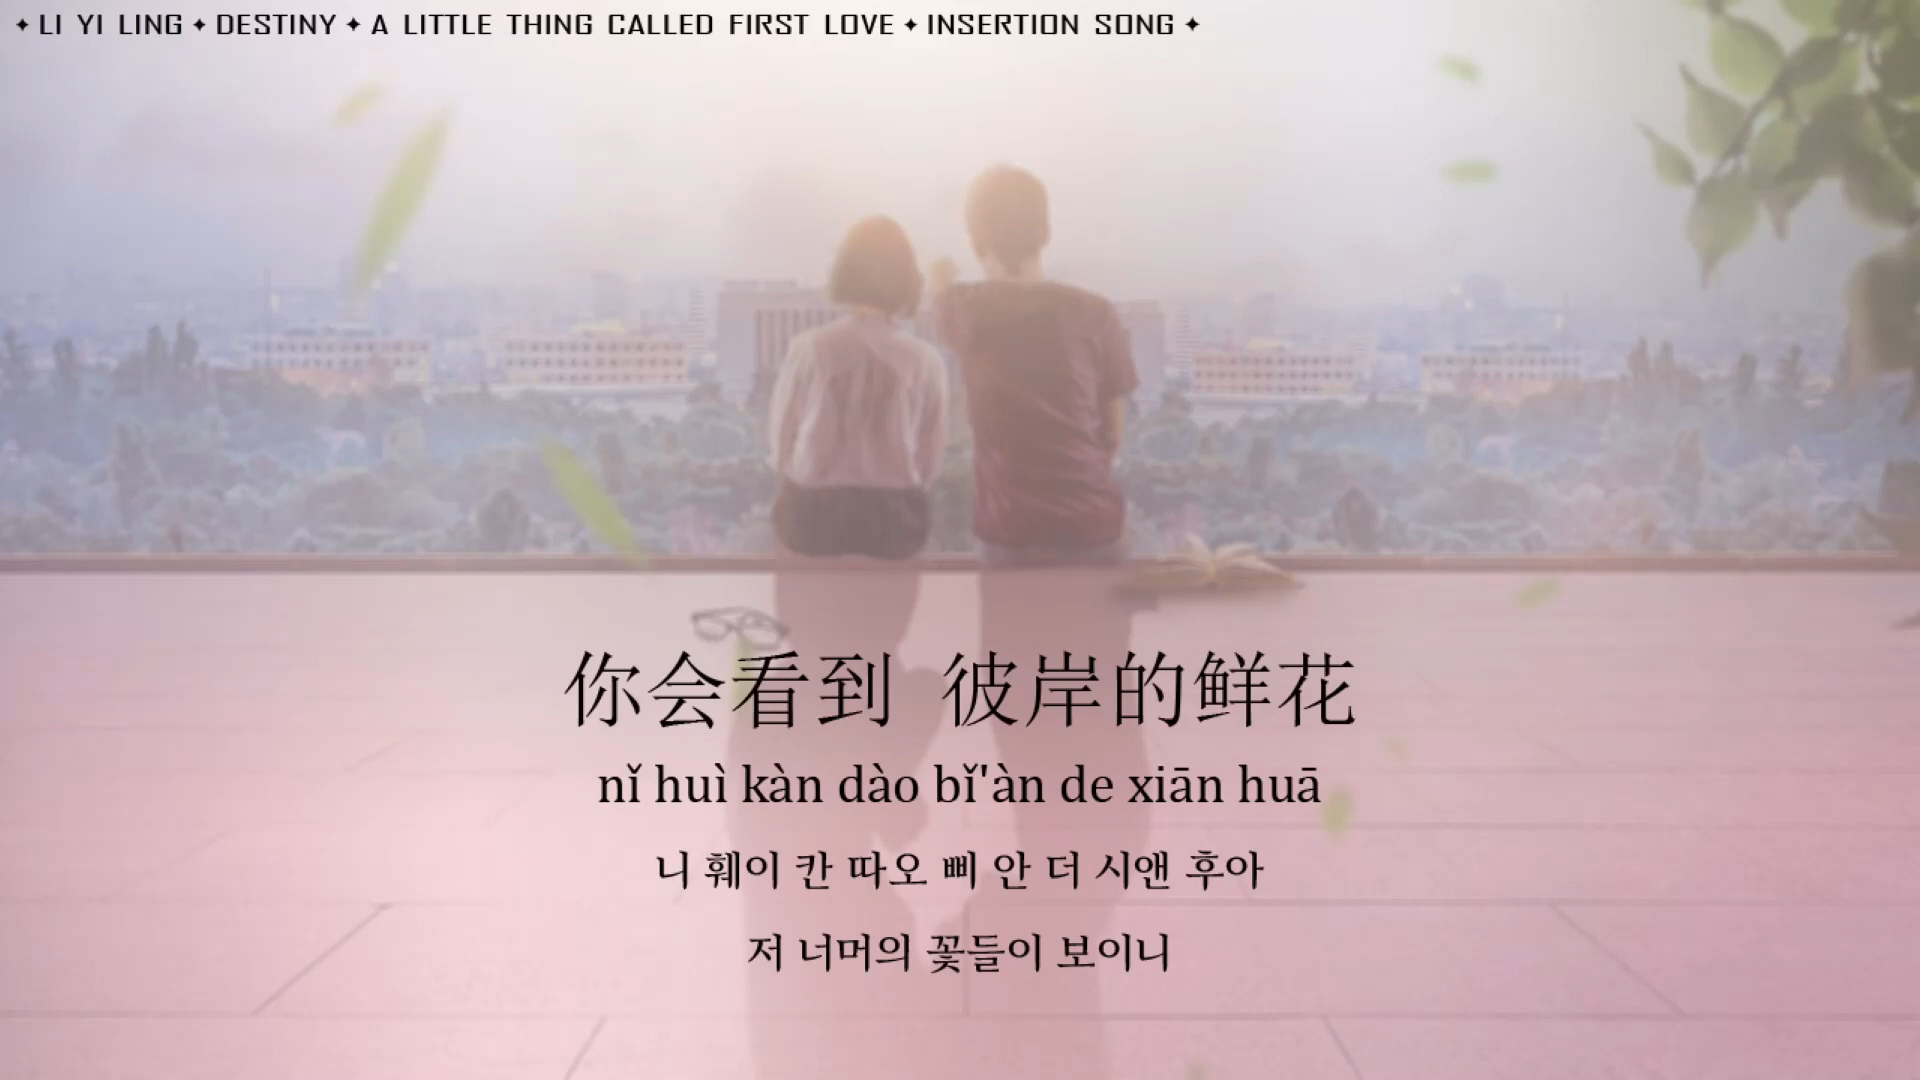 ✦ LI YI LING ✦ DESTINY ✦ A LITTLE THING CALLED FIRST LOVE ✦ INSERTION SONG ✦
你会看到 彼岸的鲜花
nǐ huì kàn dào bǐ'àn de xiān huā
니 훼이 칸 따오 삐 안 더 시앤 후아
저 너머의 꽃들이 보이니